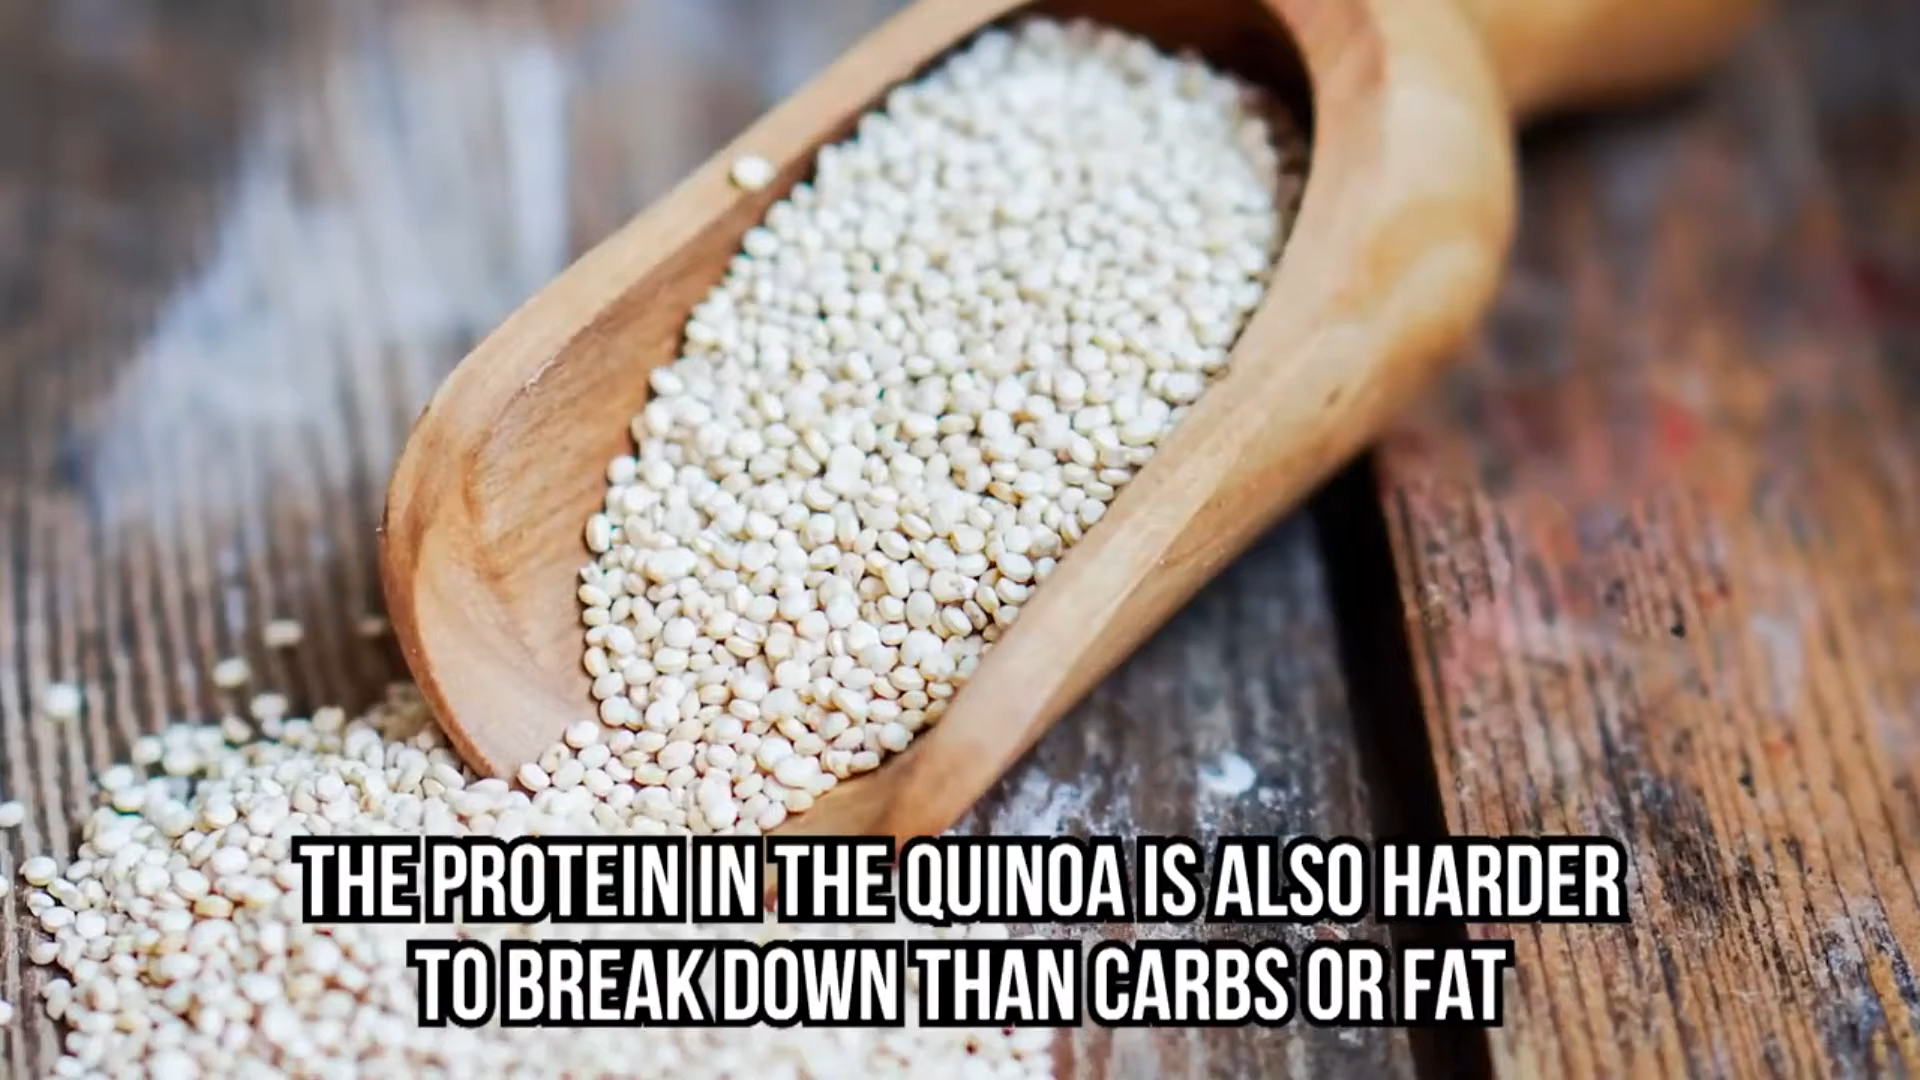 THE PROTEIN IN THE QUINOA IS ALSO HARDER
TO BREAK DOWN THAN CARBS OR FAT